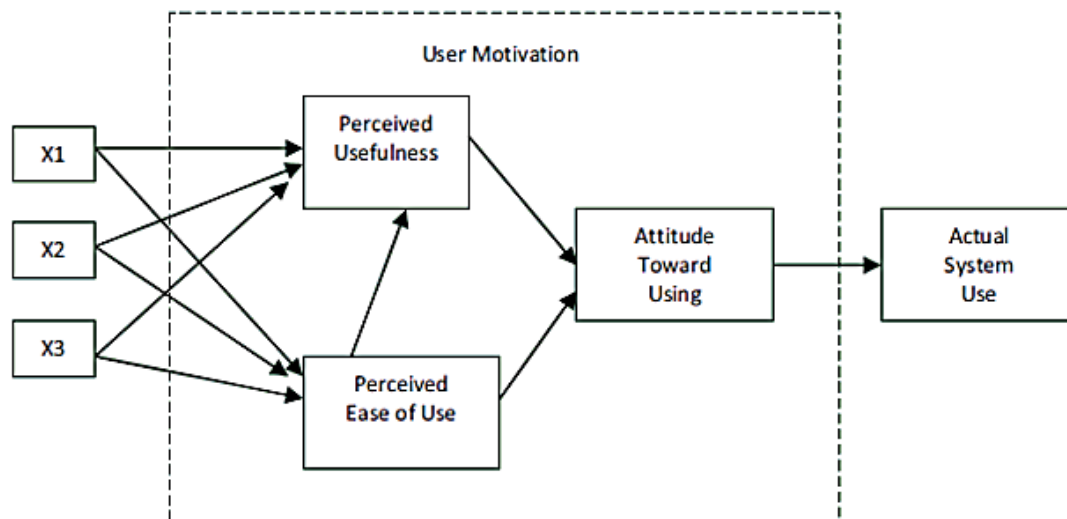 User Motivation
X1
X2
X3
Perceived
Usefulness
Perceived
Ease of Use
Attitude
Toward
Using
Actual
System
Use